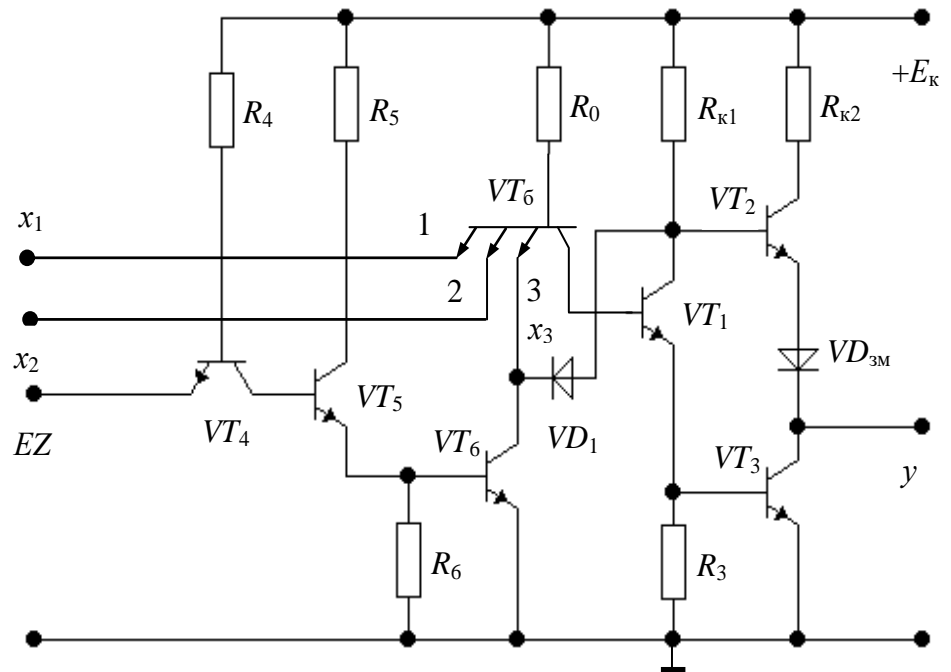 +Eк
R4
R5
R0
Rк1
Rк2
VTб
VT2
x1
1
2
3
x3
VT1
VDзм
x2
VT5
EZ
VT4
VD1
VT6
VT3
y
R6
R3